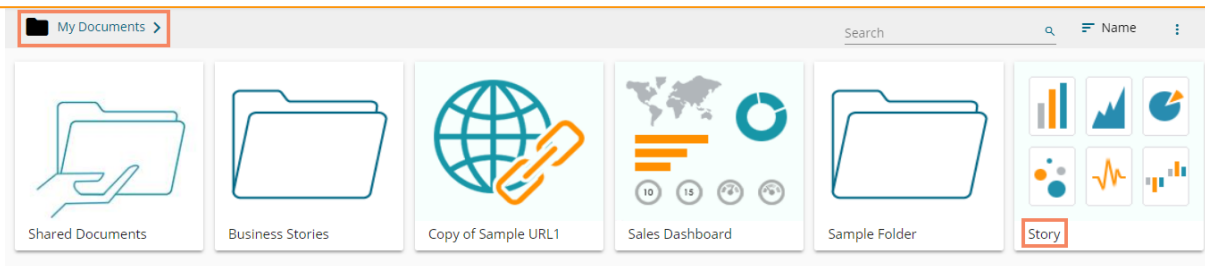 My Documents
Search
Name
10
15
Shared Documents
Business Stories
Copy of Sample URL1
Sales Dashboard
Sample Folder
Story